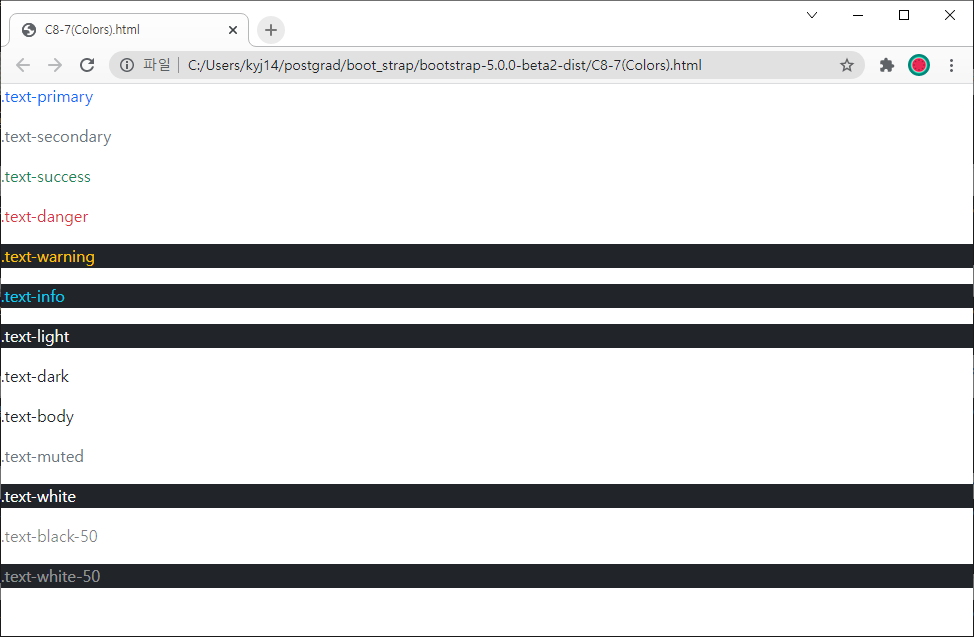 C8-7(Colors).html
파일 C:/Users/kyj14/postgrad/boot_strap/bootstrap-5.0.0-beta2-dist/C8-7(Colors).html
.text-primary
.text-secondary
.text-success
.text-danger
.text-warning
.text-info
.text-light
.text-dark
.text-body
.text-muted
.text-white
.text-black-50
.text-white-50